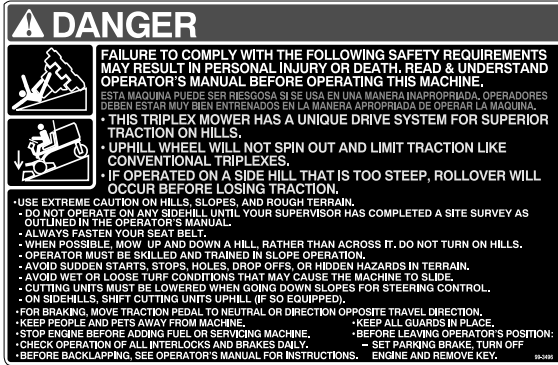 DANGER
FAILURE TO COMPLY WITH THE FOLLOWING SAFETY REQUIREMENTS
MAY RESULT IN PERSONAL INJURY OR DEATH. READ & UNDERSTAND
OPERATOR'S MANUAL BEFORE OPERATING THIS MACHINE.
ESTA MAQUINA PUEDE SER RIESGOSA SI SE USA EN UNA MANERA INAPROPRIADA. OPERADORES
DEBEN ESTAR MUY BIEN ENTRENADOS EN LA MANERA APROPRIADA DE OPERAR LA MAQUINA.
• THIS TRIPLEX MOWER HAS A UNIQUE DRIVE SYSTEM FOR SUPERIOR
TRACTION ON HILLS.
• UPHILL WHEEL WILL NOT SPIN OUT AND LIMIT TRACTION LIKE
CONVENTIONAL TRIPLEXES.
• IF OPERATED ON A SIDE HILL THAT IS TOO STEEP, ROLLOVER WILL
OCCUR BEFORE LOSING TRACTION.
•USE EXTREME CAUTION ON HILLS, SLOPES, AND ROUGH TERRAIN.
- DO NOT OPERATE ON ANY SIDEHILL UNTIL YOUR SUPERVISOR HAS COMPLETED A SITE SURVEY AS
OUTLINED IN THE OPERATOR'S MANUAL.
- ALWAYS FASTEN YOUR SEAT BELT.
- WHEN POSSIBLE, MOW UP AND DOWN A HILL, RATHER THAN ACROSS IT. DO NOT TURN ON HILLS.
- OPERATOR MUST BE SKILLED AND TRAINED IN SLOPE OPERATION.
- AVOID SUDDEN STARTS, STOPS, HOLES, DROP OFFS, OR HIDDEN HAZARDS IN TERRAIN.
- AVOID WET OR LOOSE TURF CONDITIONS THAT MAY CAUSE THE MACHINE TO SLIDE.
- CUTTING UNITS MUST BE LOWERED WHEN GOING DOWN SLOPES FOR STEERING CONTROL.
- ON SIDEHILLS, SHIFT CUTTING UNITS UPHILL (IF SO EQUIPPED).
•FOR BRAKING, MOVE TRACTION PEDAL TO NEUTRAL OR DIRECTION OPPOSITE TRAVEL DIRECTION.
•KEEP PEOPLE AND PETS AWAY FROM MACHINE.
•STOP ENGINE BEFORE ADDING FUEL OR SERVICING MACHINE.
•CHECK OPERATION OF ALL INTERLOCKS AND BRAKES DAILY.
•BEFORE BACKLAPPING, SEE OPERATOR'S MANUAL FOR INSTRUCTIONS.
•KEEP ALL GUARDS IN PLACE.
•BEFORE LEAVING OPERATOR'S POSITION:
– SET PARKING BRAKE, TURN OFF
ENGINE AND REMOVE KEY.
99-3496